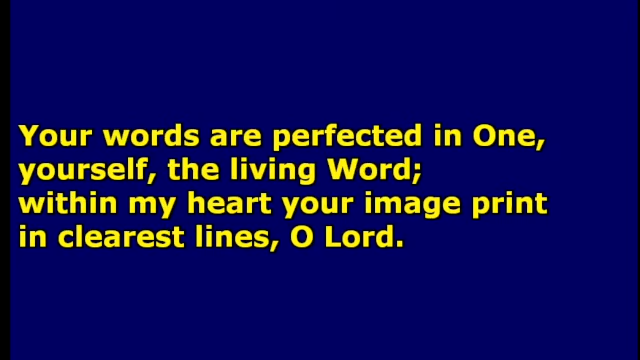 Your words are perfected in One,
yourself, the living Word;
within my heart your image print
in clearest lines, O Lord.